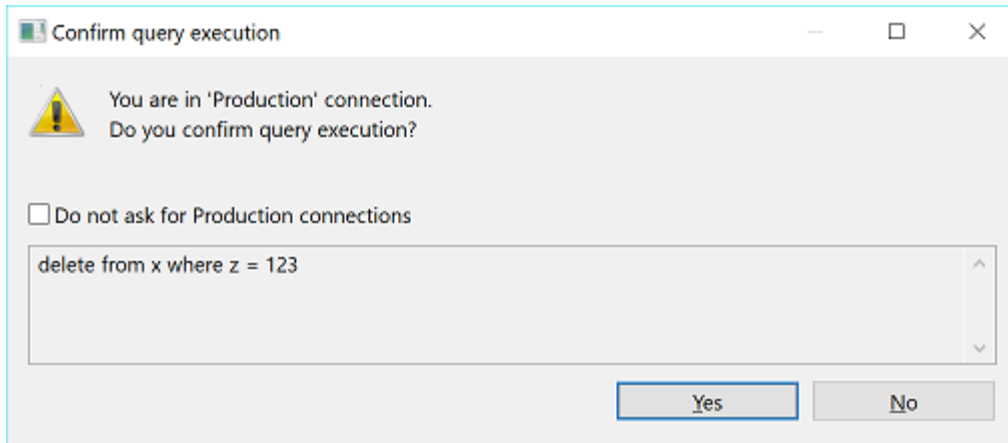 Confirm query execution
You are in 'Production' connection.
Do you confirm query execution?
Do not ask for Production connections
delete from x where z = 123
Yes
No